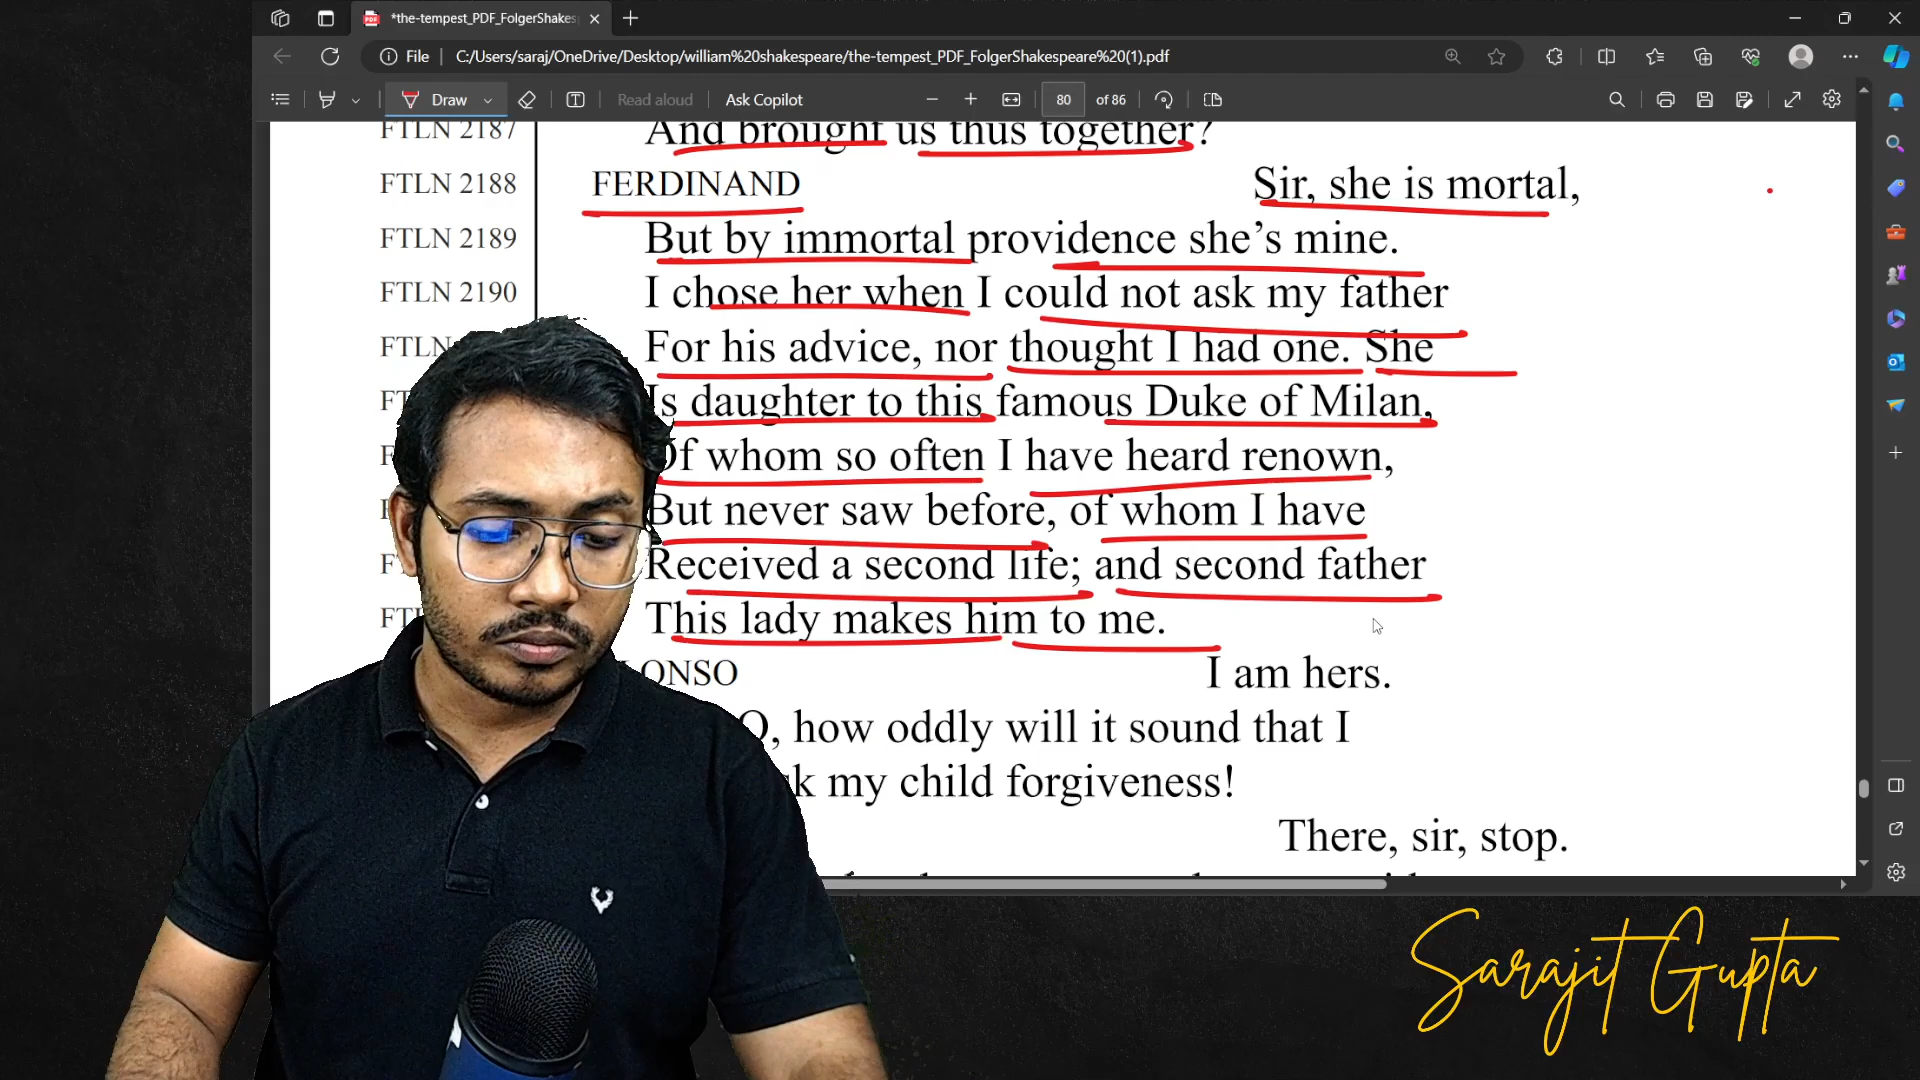 *the-tempest_PDF_FolgerShakes
File C:/Users/saraj/OneDrive/Desktop/william%20shakespeare/the-tempest_PDF_FolgerShakespeare%20(1).pdf
Draw Read aloud Ask Copilot 80 of 86
FTLN 2187 And brought us thus together?
FTLN 2188 FERDINAND Sir, she is mortal,
FTLN 2189 But by immortal providence she's mine.
FTLN 2190 I chose her when I could not ask my father
FTLN For his advice, nor thought I had one. She
Is daughter to this famous Duke of Milan,
Of whom so often I have heard renown,
But never saw before, of whom I have
Received a second life; and second father
This lady makes him to me.
ONSO I am hers.
O, how oddly will it sound that I
k my child forgiveness!
There, sir, stop.
Sarajit Gupta